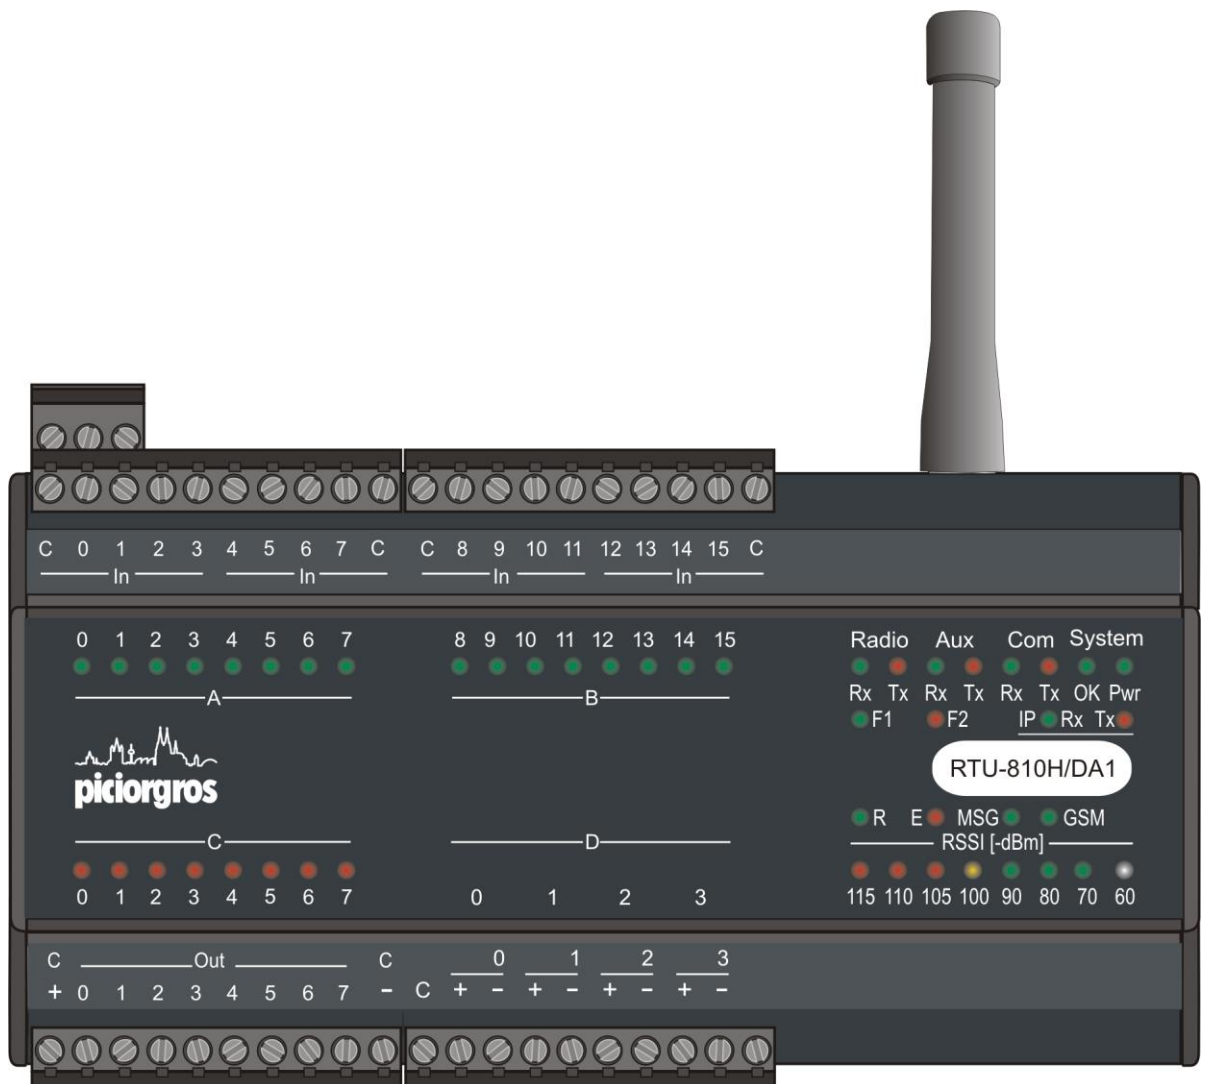 C 0 1 2 3 4 5 6 7 C C 8 9 10 11 12 13 14 15 C
In In In In
0 1 2 3 4 5 6 7 8 9 10 11 12 13 14 15
A B
Radio Aux Com System
Rx Tx Rx Tx Rx Tx OK Pwr
F1 F2 IP Rx Tx
piciorgros
RTU-810H/DA1
R E MSG GSM
C D
RSSI [-dBm]
0 1 2 3 4 5 6 7 0 1 2 3
115 110 105 100 90 80 70 60
C Out C 0 1 2 3
+ 0 1 2 3 4 5 6 7 - C + - + - + - + -